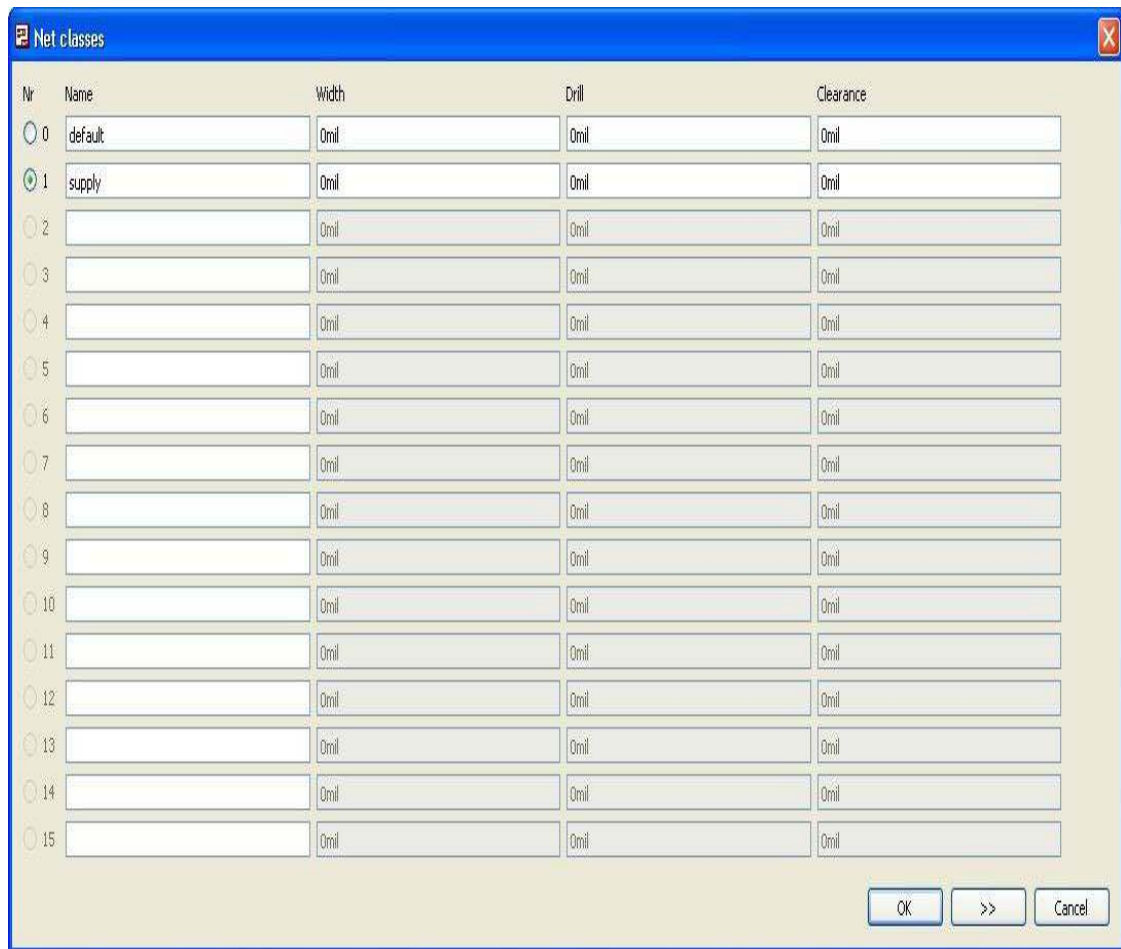 Net classes
Nr Name Width Drill Clearance
0 default 0mil 0mil 0mil
1 supply 0mil 0mil 0mil
2 0mil 0mil 0mil
3 0mil 0mil 0mil
4 0mil 0mil 0mil
5 0mil 0mil 0mil
6 0mil 0mil 0mil
7 0mil 0mil 0mil
8 0mil 0mil 0mil
9 0mil 0mil 0mil
10 0mil 0mil 0mil
11 0mil 0mil 0mil
12 0mil 0mil 0mil
13 0mil 0mil 0mil
14 0mil 0mil 0mil
15 0mil 0mil 0mil
OK >> Cancel